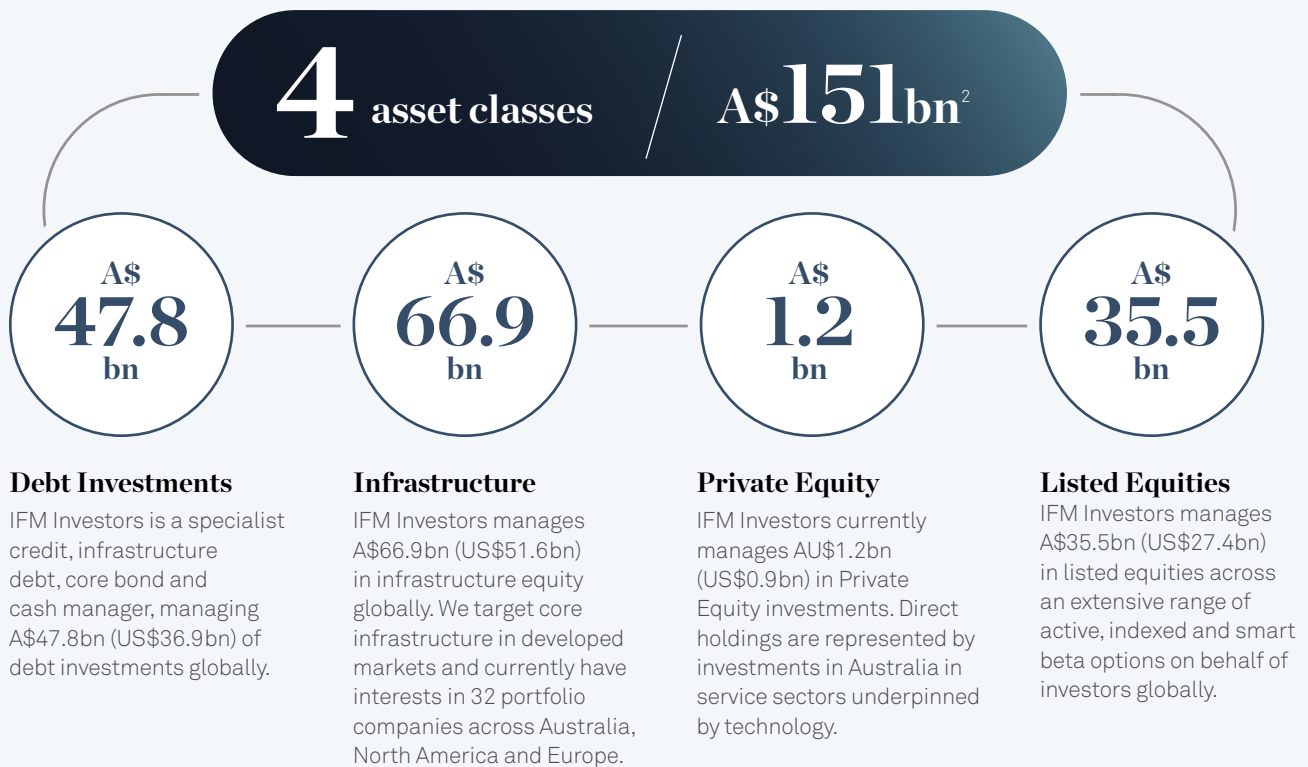 4 asset classes
A$151bn2
A$
47.8
bn
Debt Investments
IFM Investors is a specialist
credit, infrastructure
debt, core bond and
cash manager, managing
A$47.8bn (US$36.9bn) of
debt investments globally.
A$
66.9
bn
Infrastructure
IFM Investors manages
A$66.9bn (US$51.6bn)
in infrastructure equity
globally. We target core
infrastructure in developed
markets and currently have
interests in 32 portfolio
companies across Australia,
North America and Europe.
A$
1.2
bn
Private Equity
IFM Investors currently
manages AU$1.2bn
(US$0.9bn) in Private
Equity investments. Direct
holdings are represented by
investments in Australia in
service sectors underpinned
by technology.
A$
35.5
bn
Listed Equities
IFM Investors manages
A$35.5bn (US$27.4bn)
in listed equities across
an extensive range of
active, indexed and smart
beta options on behalf of
investors globally.